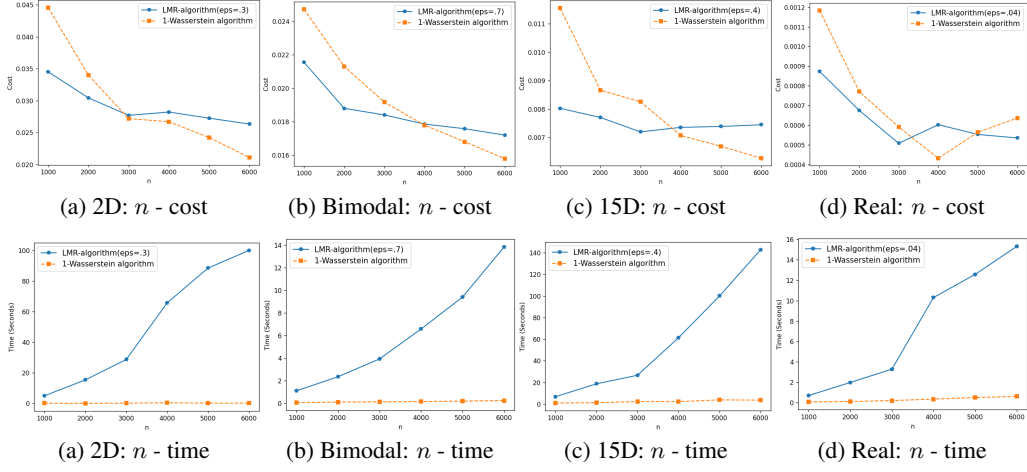 0.045
0.040
0.035
0.030
0.025
0.020
Cost
LMR-algorithm(eps=.3)
1-Wasserstein algorithm
1000 2000 3000 4000 5000 6000
n
(a) 2D: n - cost
0.024
0.022
0.020
0.018
0.016
Cost
LMR-algorithm(eps=.7)
1-Wasserstein algorithm
1000 2000 3000 4000 5000 6000
n
(b) Bimodal: n - cost
0.011
0.010
0.009
0.008
0.007
Cost
LMR-algorithm(eps=.4)
1-Wasserstein algorithm
1000 2000 3000 4000 5000 6000
n
(c) 15D: n - cost
0.0012
0.0011
0.0010
0.0009
0.0008
0.0007
0.0006
0.0005
0.0004
Cost
LMR-algorithm(eps=.04)
1-Wasserstein algorithm
1000 2000 3000 4000 5000 6000
n
(d) Real: n - cost
100
80
60
40
20
0
Time (Seconds)
LMR-algorithm(eps=.3)
1-Wasserstein algorithm
1000 2000 3000 4000 5000 6000
n
(a) 2D: n - time
14
12
10
8
6
4
2
0
Time (Seconds)
LMR-algorithm(eps=.7)
1-Wasserstein algorithm
1000 2000 3000 4000 5000 6000
n
(b) Bimodal: n - time
140
120
100
80
60
40
20
0
Time (Seconds)
LMR-algorithm(eps=.4)
1-Wasserstein algorithm
1000 2000 3000 4000 5000 6000
n
(c) 15D: n - time
16
14
12
10
8
6
4
2
0
Time (Seconds)
LMR-algorithm(eps=.04)
1-Wasserstein algorithm
1000 2000 3000 4000 5000 6000
n
(d) Real: n - time